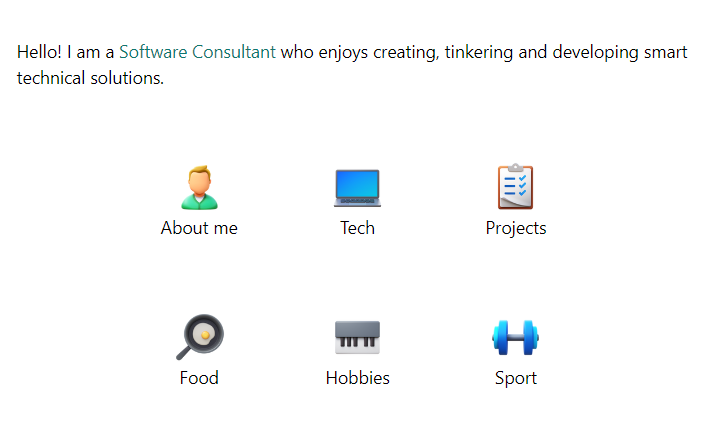 Hello! I am a Software Consultant who enjoys creating, tinkering and developing smart
technical solutions.
About me
Tech
Projects
Food
Hobbies
Sport